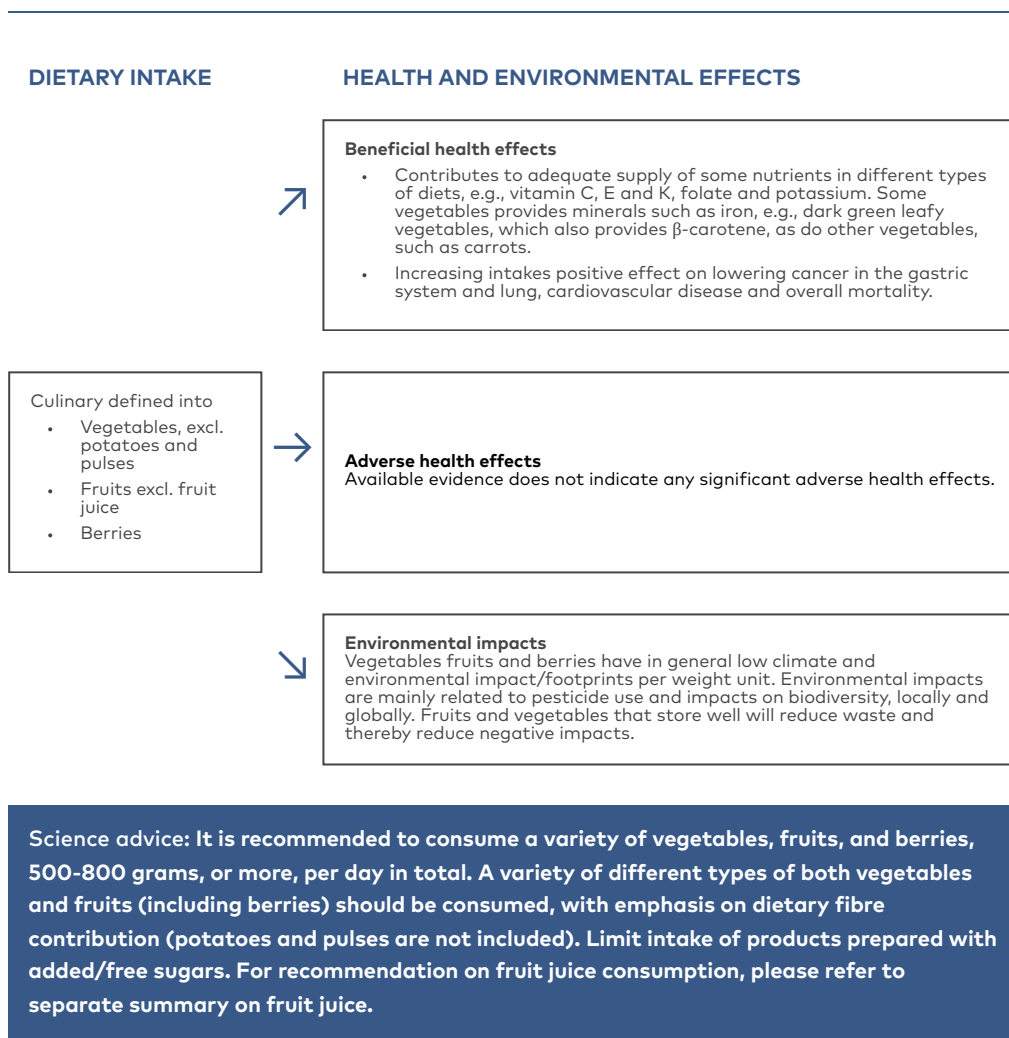 DIETARY INTAKE
HEALTH AND ENVIRONMENTAL EFFECTS
Beneficial health effects
• Contributes to adequate supply of some nutrients in different types
of diets, e.g., vitamin C, E and K, folate and potassium. Some
vegetables provides minerals such as iron, e.g., dark green leafy
vegetables, which also provides β-carotene, as do other vegetables,
such as carrots.
• Increasing intakes positive effect on lowering cancer in the gastric
system and lung, cardiovascular disease and overall mortality.
Culinary defined into
• Vegetables, excl.
potatoes and
pulses
• Fruits excl. fruit
juice
• Berries
Adverse health effects
Available evidence does not indicate any significant adverse health effects.
Environmental impacts
Vegetables fruits and berries have in general low climate and
environmental impact/footprints per weight unit. Environmental impacts
are mainly related to pesticide use and impacts on biodiversity, locally and
globally. Fruits and vegetables that store well will reduce waste and
thereby reduce negative impacts.
Science advice: It is recommended to consume a variety of vegetables, fruits, and berries,
500-800 grams, or more, per day in total. A variety of different types of both vegetables
and fruits (including berries) should be consumed, with emphasis on dietary fibre
contribution (potatoes and pulses are not included). Limit intake of products prepared with
added/free sugars. For recommendation on fruit juice consumption, please refer to
separate summary on fruit juice.